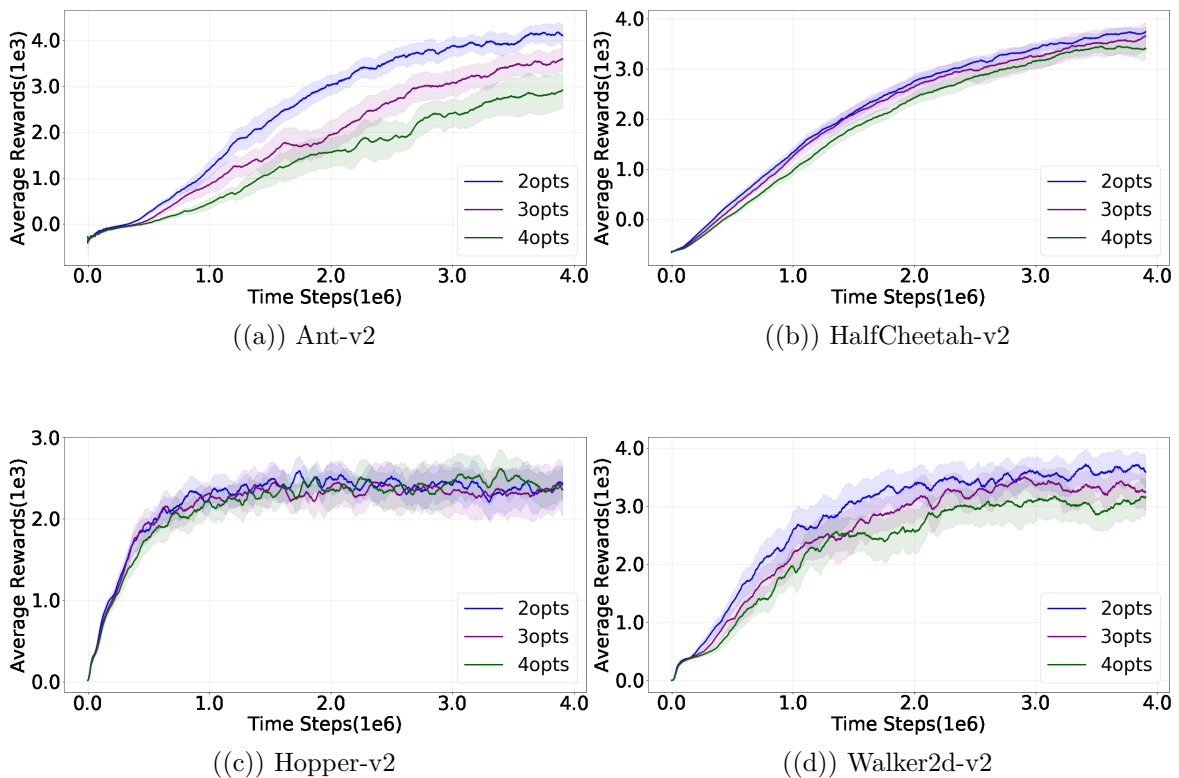 4.0
3.0
2.0
1.0
0.0
Average Rewards(1e3)
2opts
3opts
4opts
0.0 1.0 2.0 3.0 4.0
Time Steps(1e6)
((a)) Ant-v2
4.0
3.0
2.0
1.0
0.0
Average Rewards(1e3)
2opts
3opts
4opts
0.0 1.0 2.0 3.0 4.0
Time Steps(1e6)
((b)) HalfCheetah-v2
3.0
2.0
1.0
0.0
Average Rewards(1e3)
2opts
3opts
4opts
0.0 1.0 2.0 3.0 4.0
Time Steps(1e6)
((c)) Hopper-v2
4.0
3.0
2.0
1.0
0.0
Average Rewards(1e3)
2opts
3opts
4opts
0.0 1.0 2.0 3.0 4.0
Time Steps(1e6)
((d)) Walker2d-v2